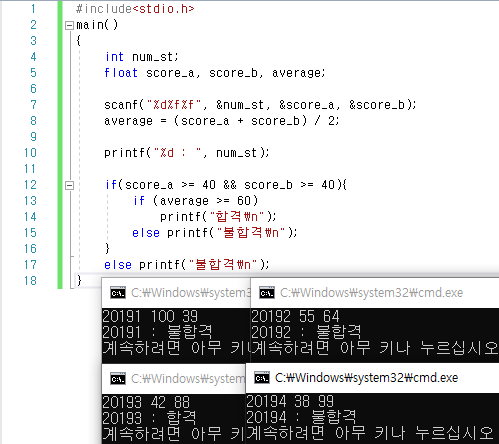 1 #include<stdio.h>
2 main()
3 {
4 int num_st;
5 float score_a, score_b, average;
6
7 scanf("%d%f%f", &num_st, &score_a, &score_b);
8 average = (score_a + score_b) / 2;
9
10 printf("%d : ", num_st);
11
12 if(score_a >= 40 && score_b >= 40){
13 if (average >= 60)
14 printf("합격₩n");
15 else printf("불합격₩n");
16 }
17 else printf("불합격₩n");
18 }
C:₩Windows₩system3
20191 100 39
20191 : 불합격
계속하려면 아무 키나
C:₩Windows₩system32₩cmd.exe
20192 55 64
20192 : 불합격
계속하려면 아무 키나 누르십시오
C:₩Windows₩system3
20193 42 88
20193 : 합격
계속하려면 아무 키나
C:₩Windows₩system32₩cmd.exe
20194 38 99
20194 : 불합격
계속하려면 아무 키나 누르십시오